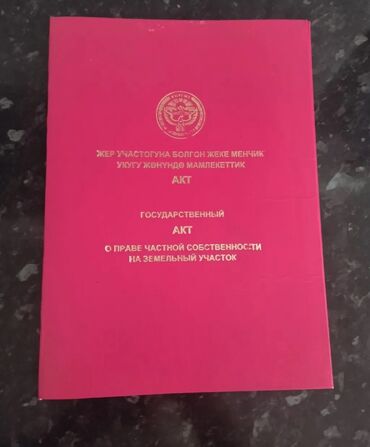 ЖЕР УЧАСТОГУНА БОЛГОН ЖЕКЕ МЕНЧИК
УКУГУ ЖӨНҮНДӨ МАМЛЕКЕТТИК
АКТ
ГОСУДАРСТВЕННЫЙ
АКТ
О ПРАВЕ ЧАСТНОЙ СОБСТВЕННОСТИ
НА ЗЕМЕЛЬНЫЙ УЧАСТОК